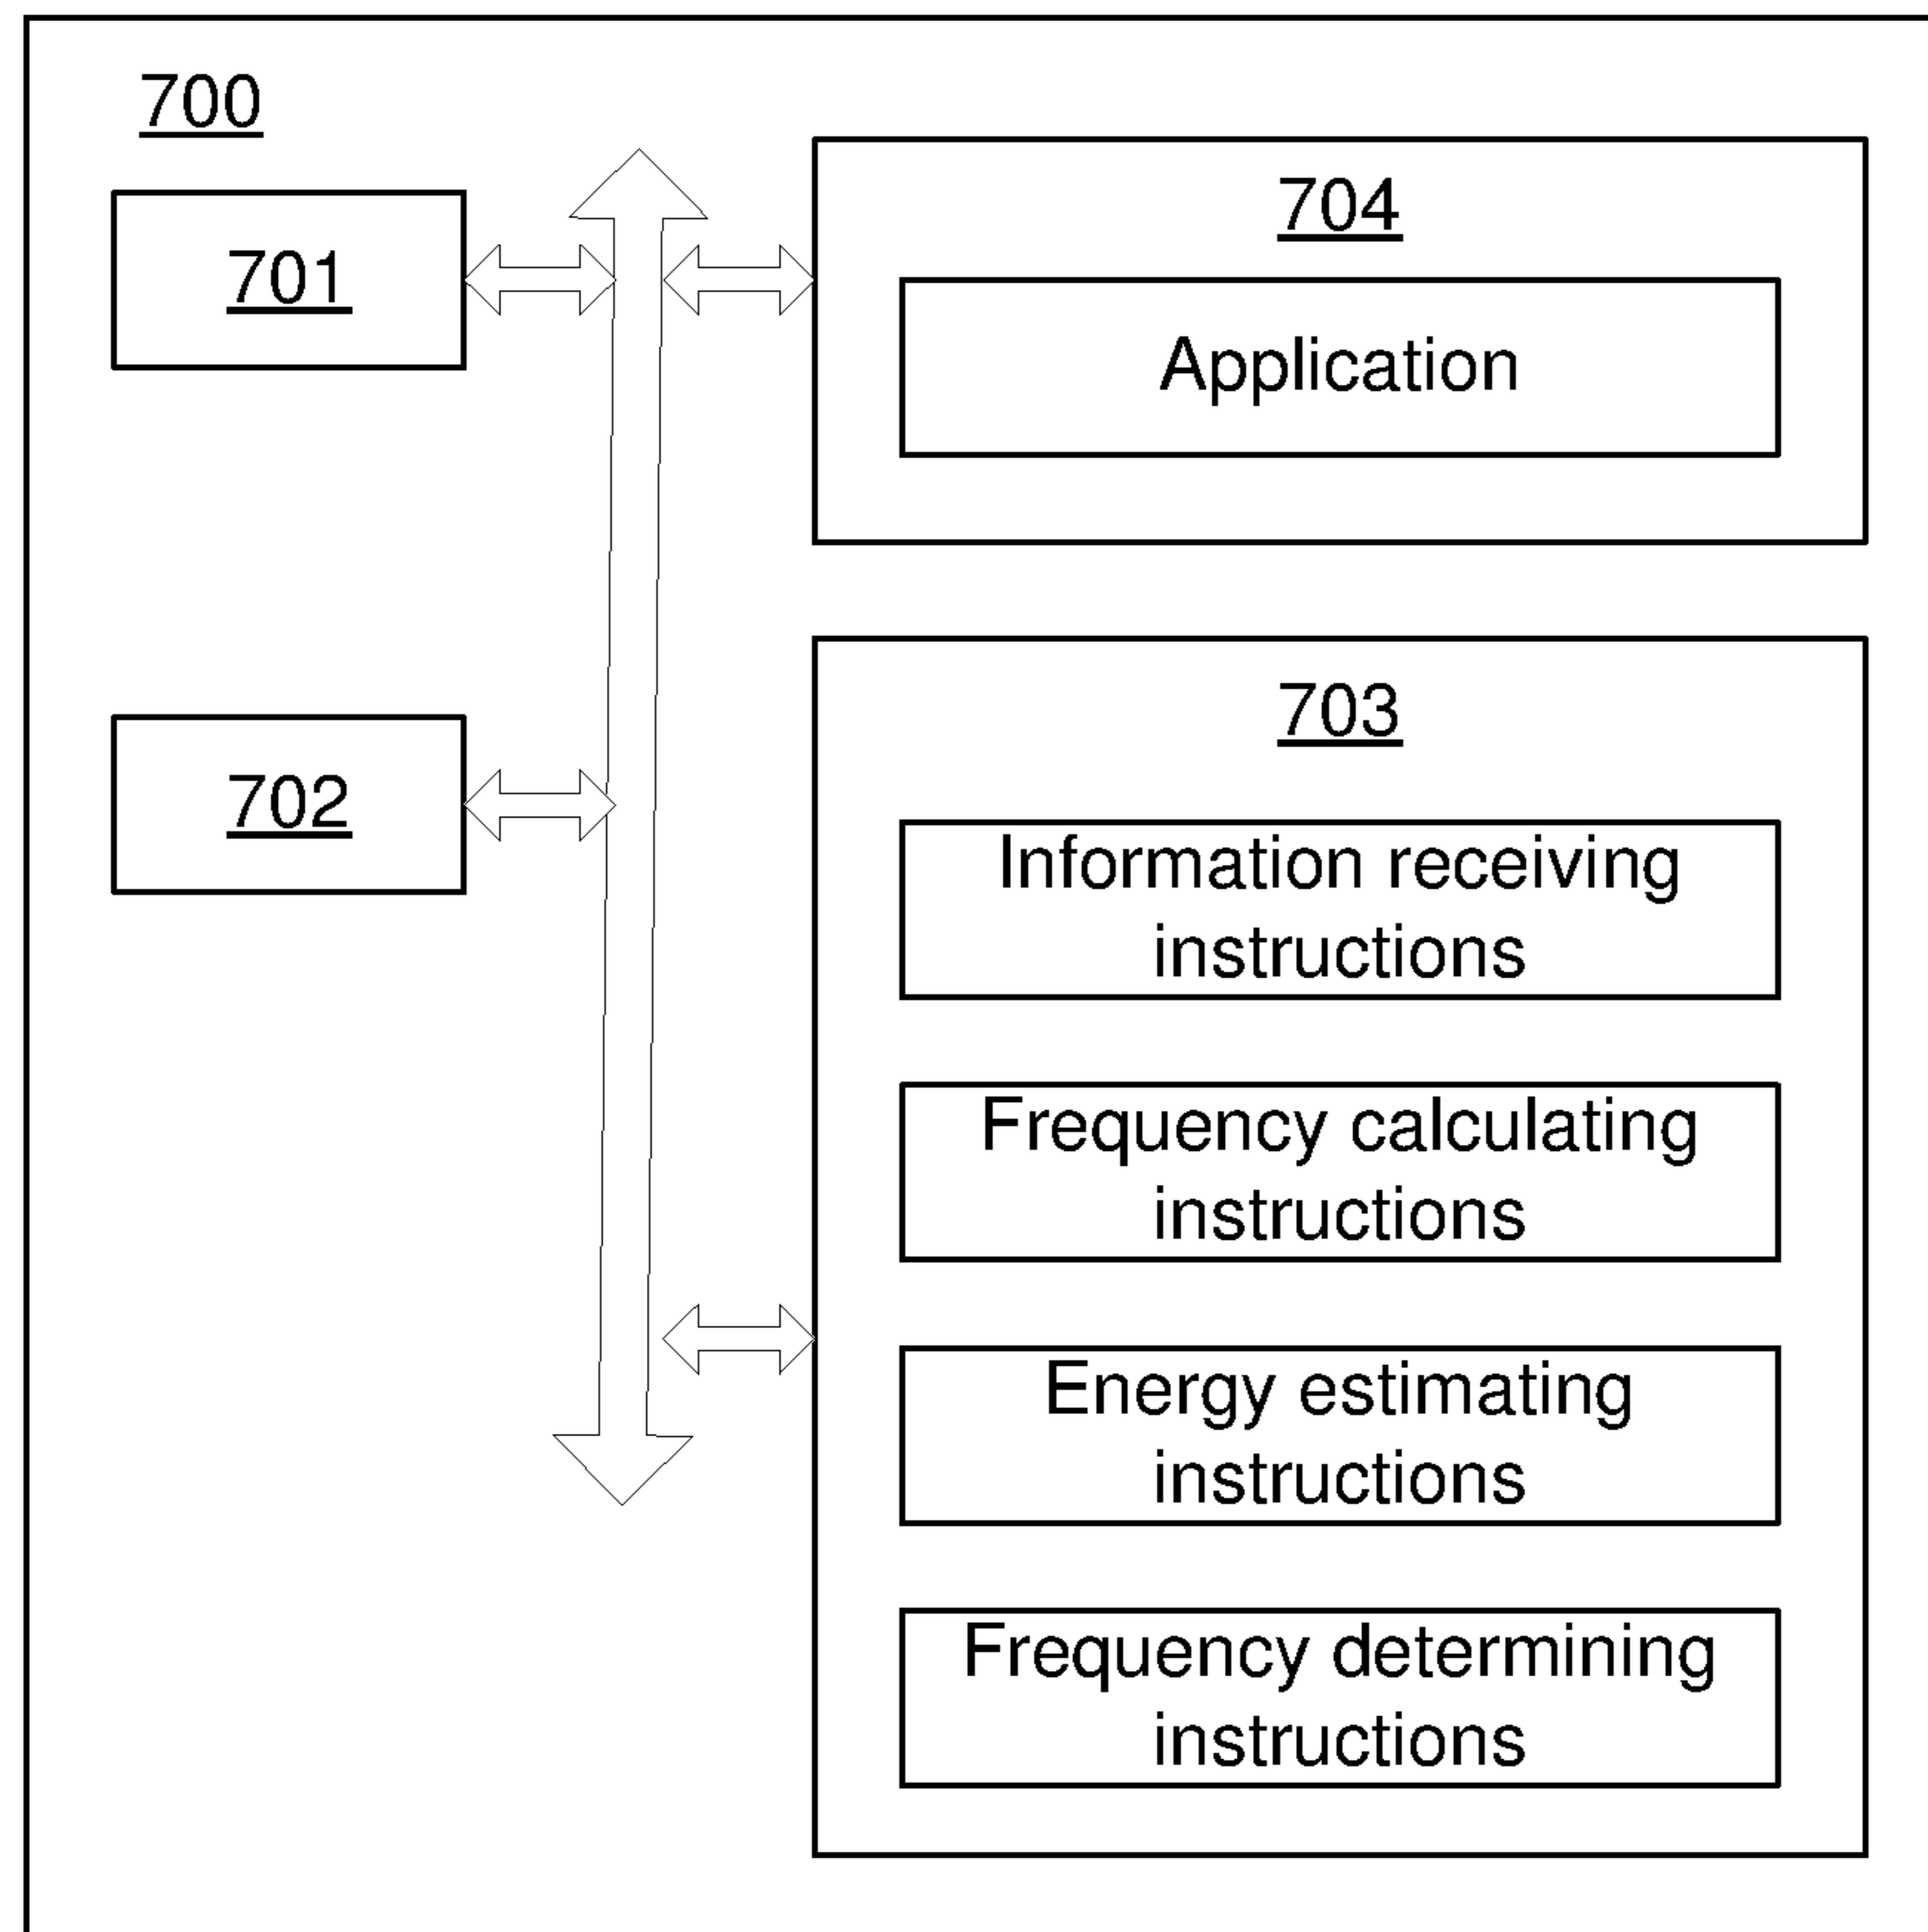 700
701
704
Application
702
703
Information receiving
instructions
Frequency calculating
instructions
Energy estimating
instructions
Frequency determining
instructions